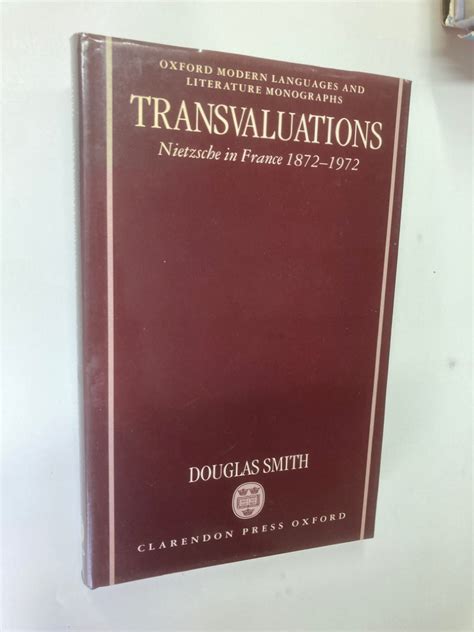 OXFORD MODERN LANGUAGES AND
LITERATURE MONOGRAPHS
TRANSVALUATIONS
Nietzsche in France 1872–1972
DOUGLAS SMITH
CLARENDON PRESS OXFORD